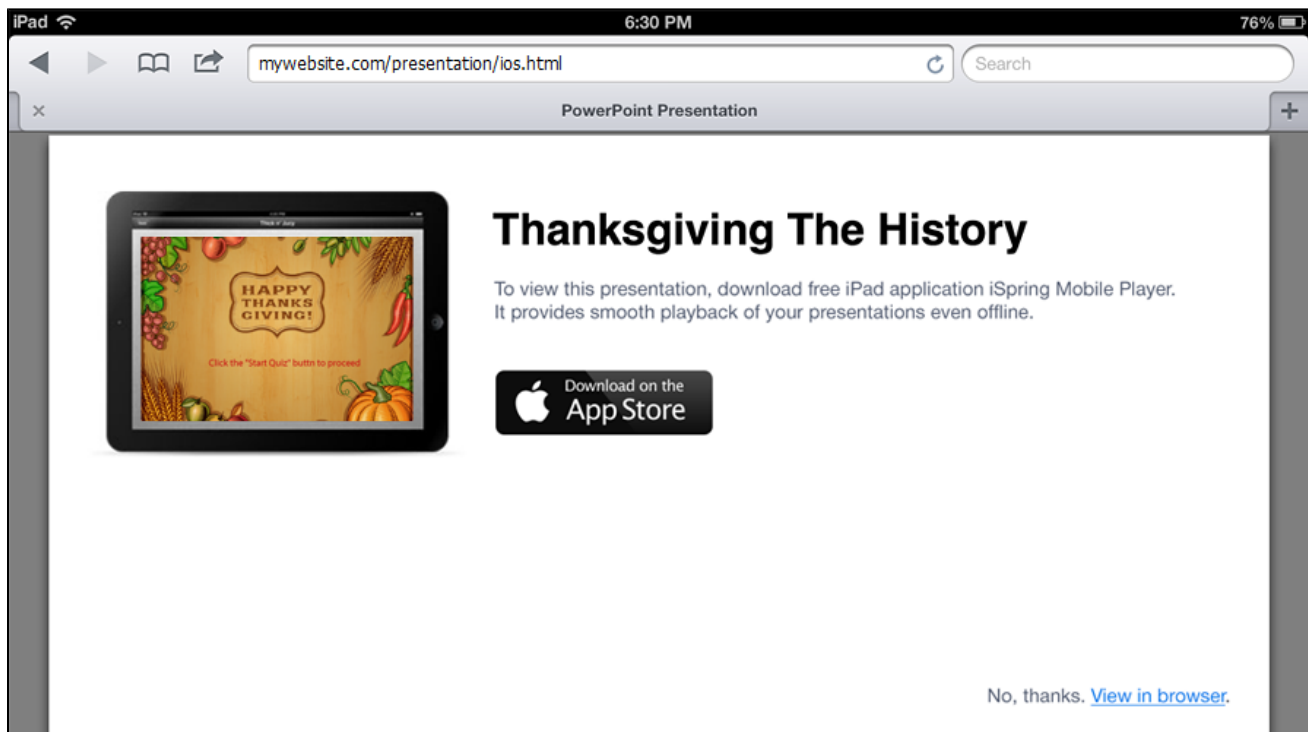 iPad 6:30 PM 76%
mywebsite.com/presentation/ios.html Search
PowerPoint Presentation
Thanksgiving The History
To view this presentation, download free iPad application iSpring Mobile Player.
It provides smooth playback of your presentations even offline.
HAPPY
THANKS
GIVING!
Click the "Start Quiz" buttn to proceed
Download on the
App Store
No, thanks. View in browser.